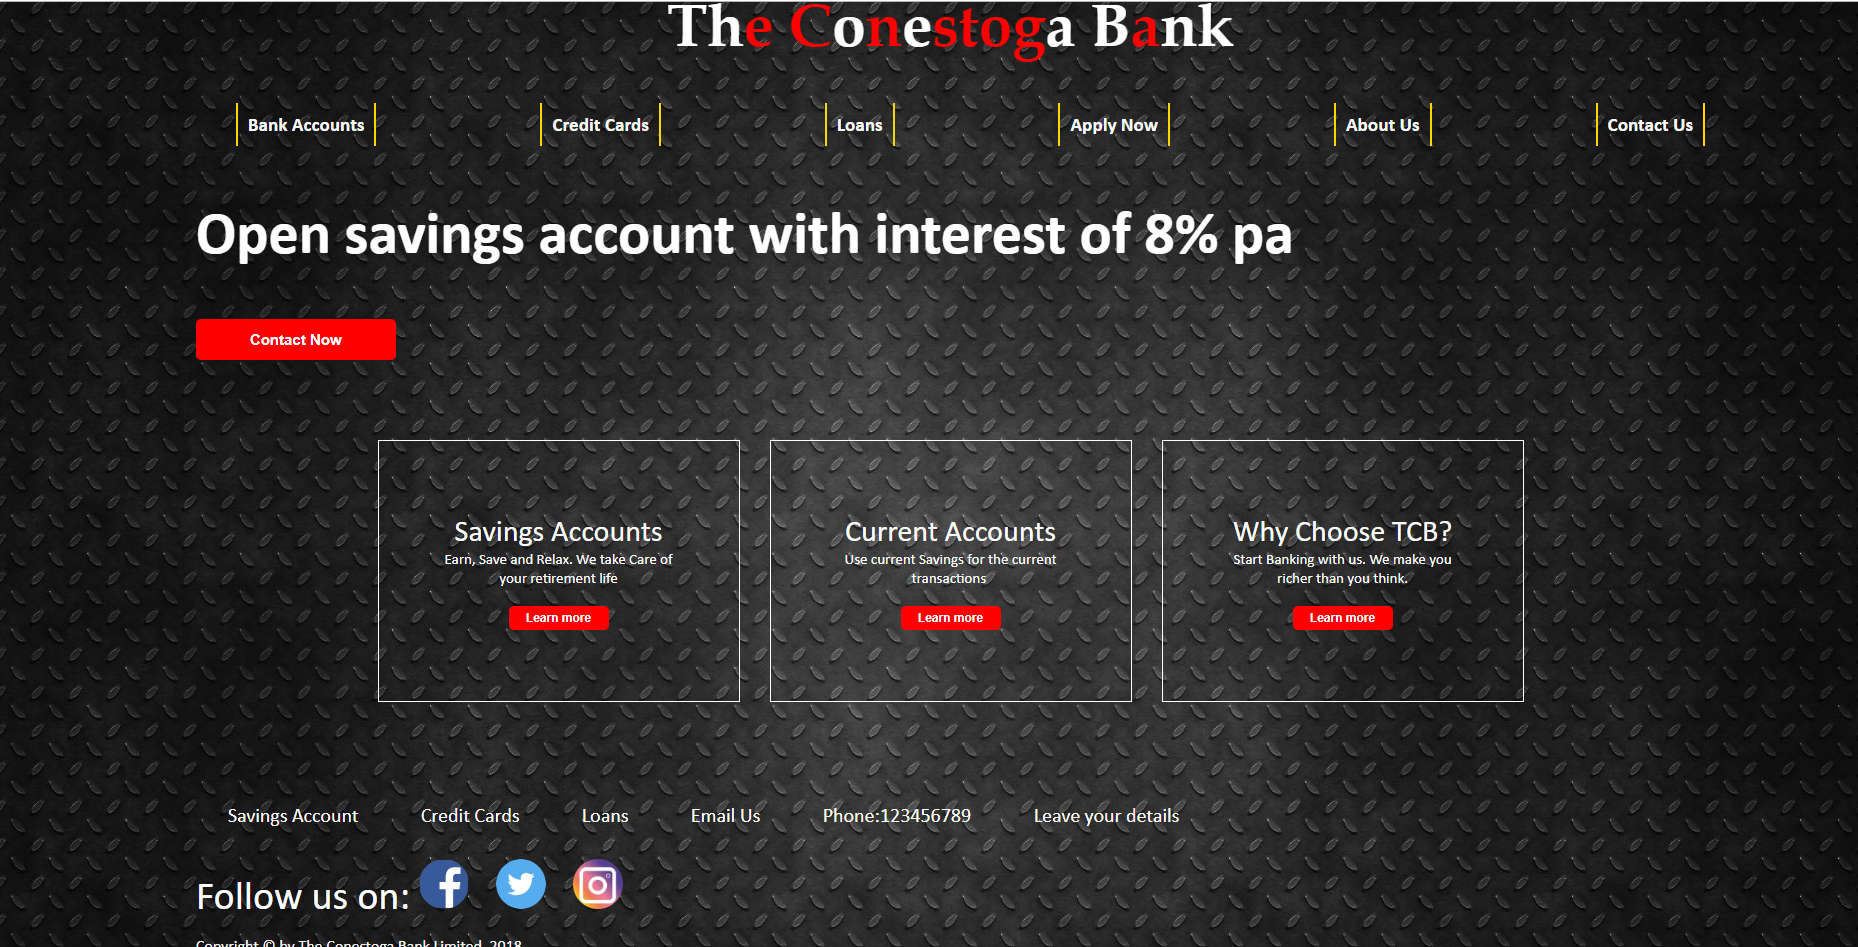 The Conestoga Bank
Bank Accounts
Credit Cards
Loans
Apply Now
About Us
Contact Us
Open savings account with interest of 8% pa
Contact Now
Savings Accounts
Earn, Save and Relax. We take Care of
your retirement life
Learn more
Current Accounts
Use current Savings for the current
transactions
Learn more
Why Choose TCB?
Start Banking with us. We make you
richer than you think.
Learn more
Savings Account
Credit Cards
Loans
Email Us
Phone:123456789
Leave your details
Follow us on:
Copyright © by The Conestoga Bank Limited, 2018